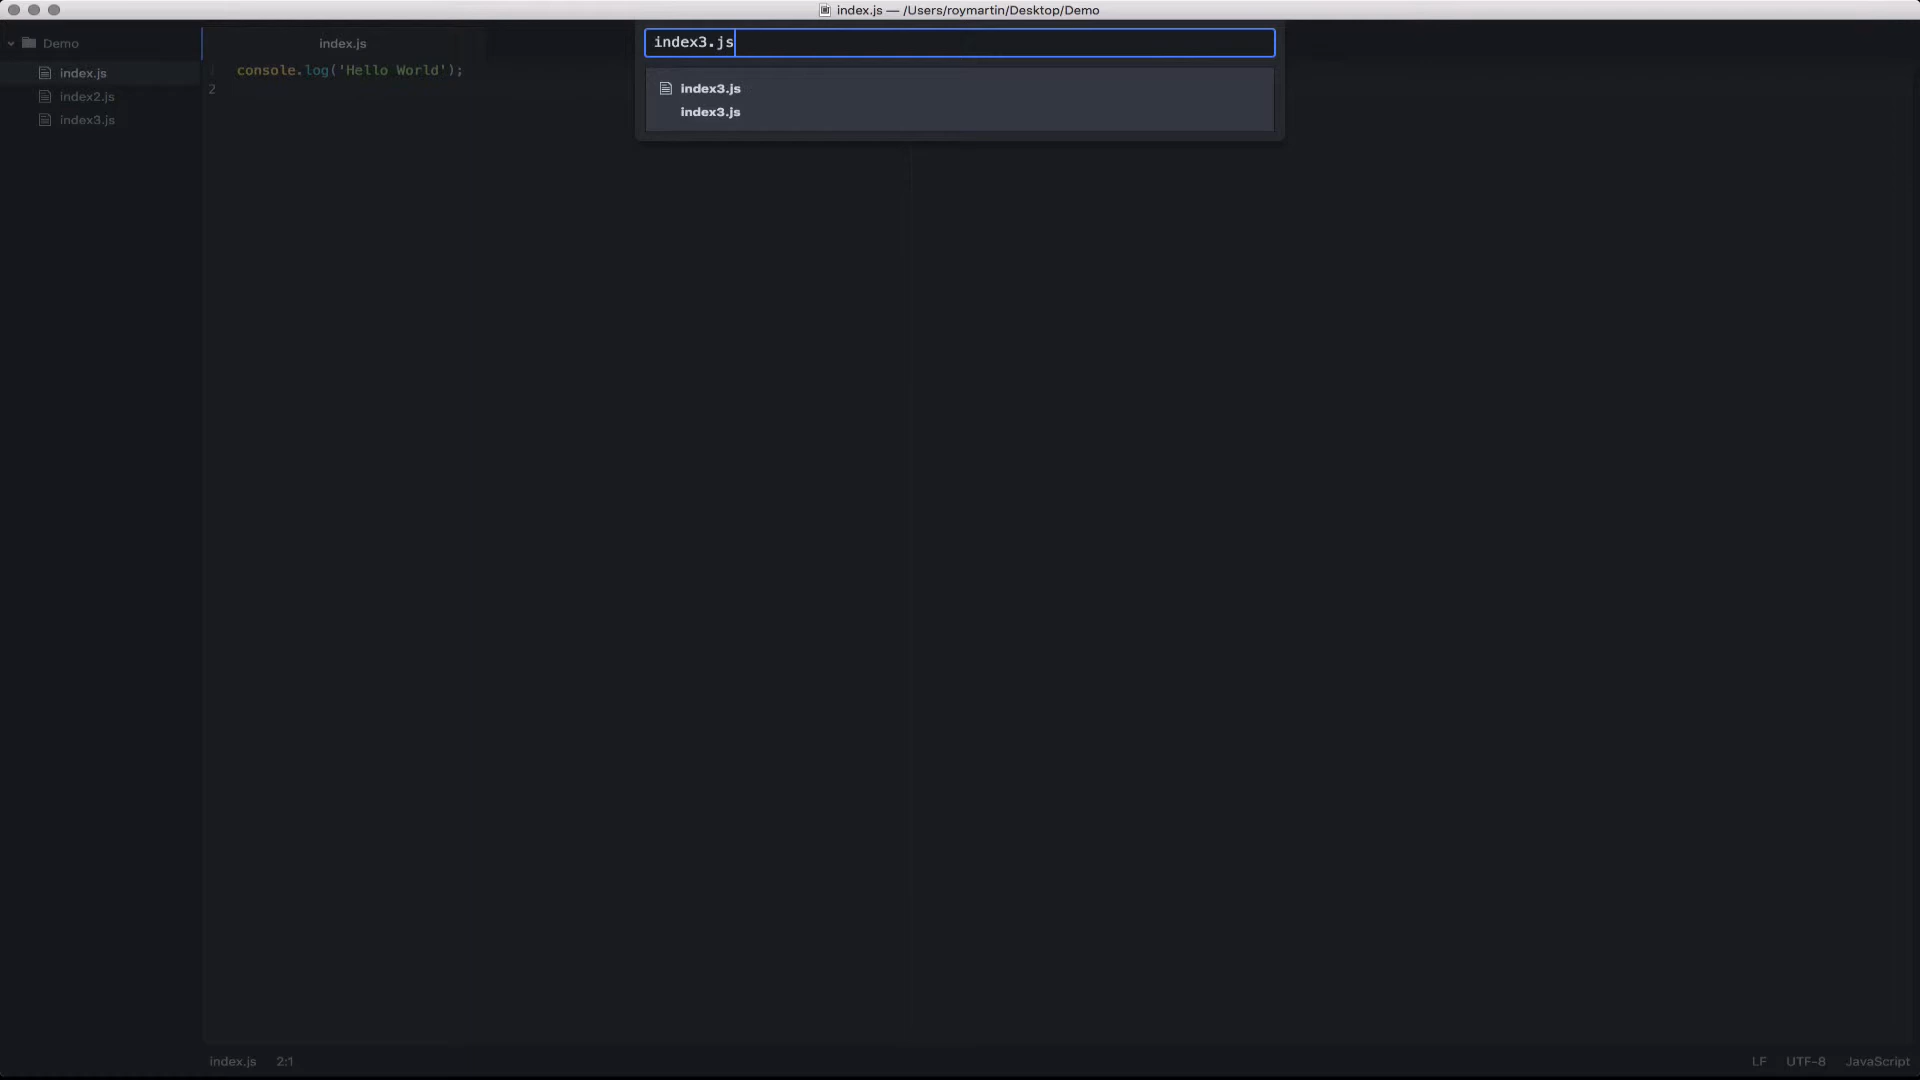 index.js — /Users/roymartin/Desktop/Demo
Demo
index.js
index2.js
index3.js
index.js
1 console.log('Hello World');
2
index3.js
index3.js
index3.js
index.js 2:1
LF UTF-8 JavaScript